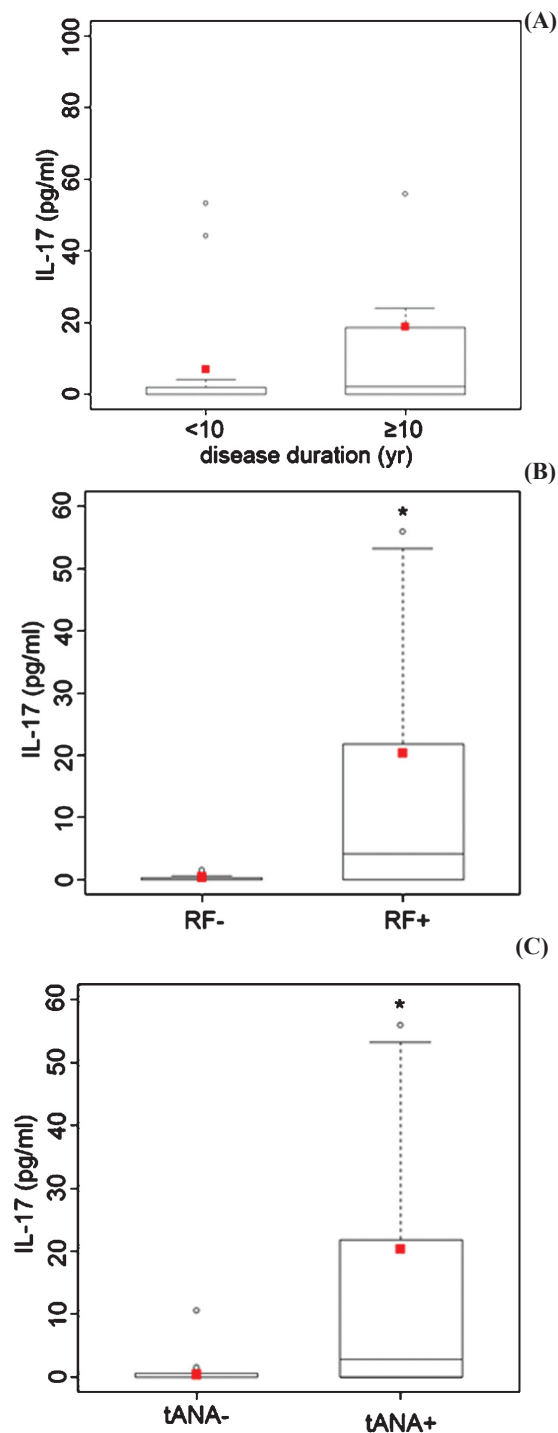 (A)
100
80
60
40
20
0
IL-17 (pg/ml)
<10 ≥10
disease duration (yr)
(B)
60
50
40
30
20
10
0
IL-17 (pg/ml)
*
RF- RF+
(C)
60
50
40
30
20
10
0
IL-17 (pg/ml)
*
tANA- tANA+